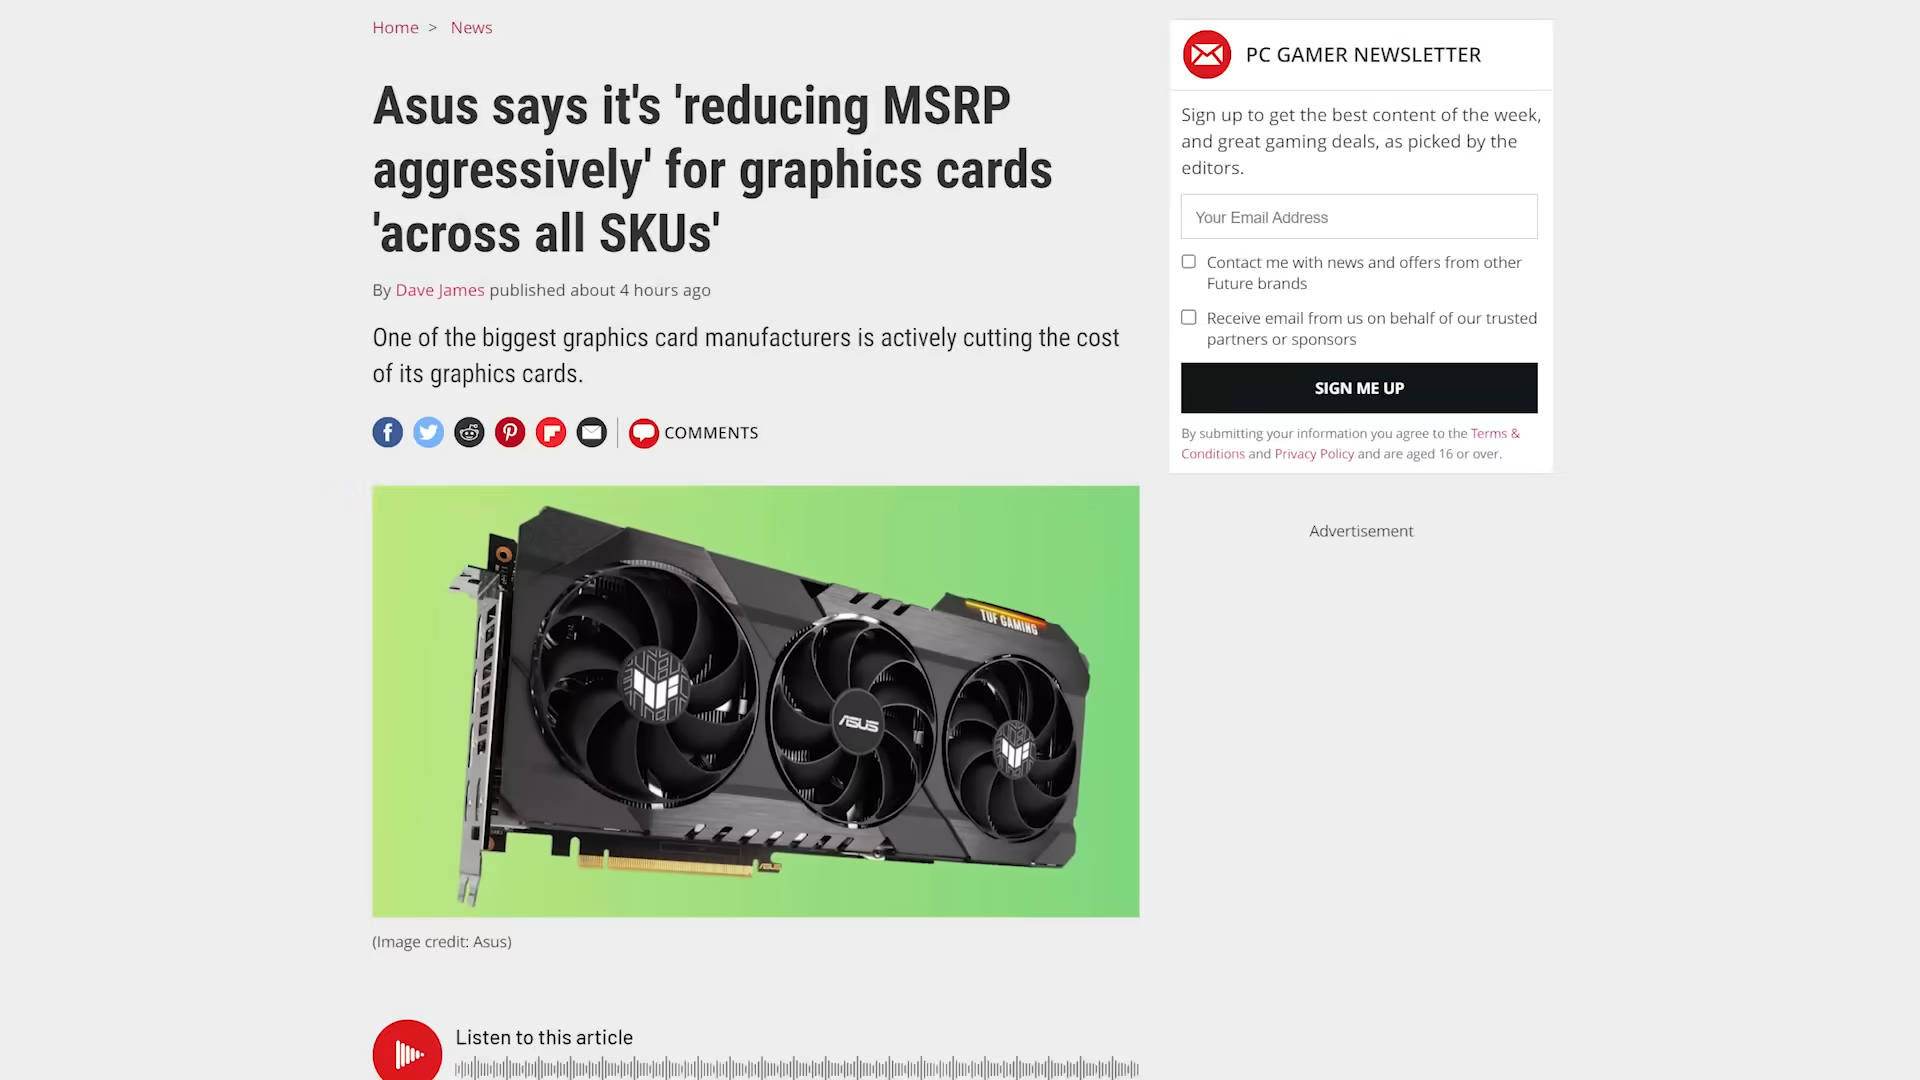 Home > News
Asus says it's 'reducing MSRP
aggressively' for graphics cards
'across all SKUs'
By Dave James published about 4 hours ago
One of the biggest graphics card manufacturers is actively cutting the cost
of its graphics cards.
COMMENTS
TUF GAMING
ASUS
ASUS
(Image credit: Asus)
Listen to this article
PC GAMER NEWSLETTER
Sign up to get the best content of the week,
and great gaming deals, as picked by the
editors.
Your Email Address
Contact me with news and offers from other
Future brands
Receive email from us on behalf of our trusted
partners or sponsors
SIGN ME UP
By submitting your information you agree to the Terms &
Conditions and Privacy Policy and are aged 16 or over.
Advertisement